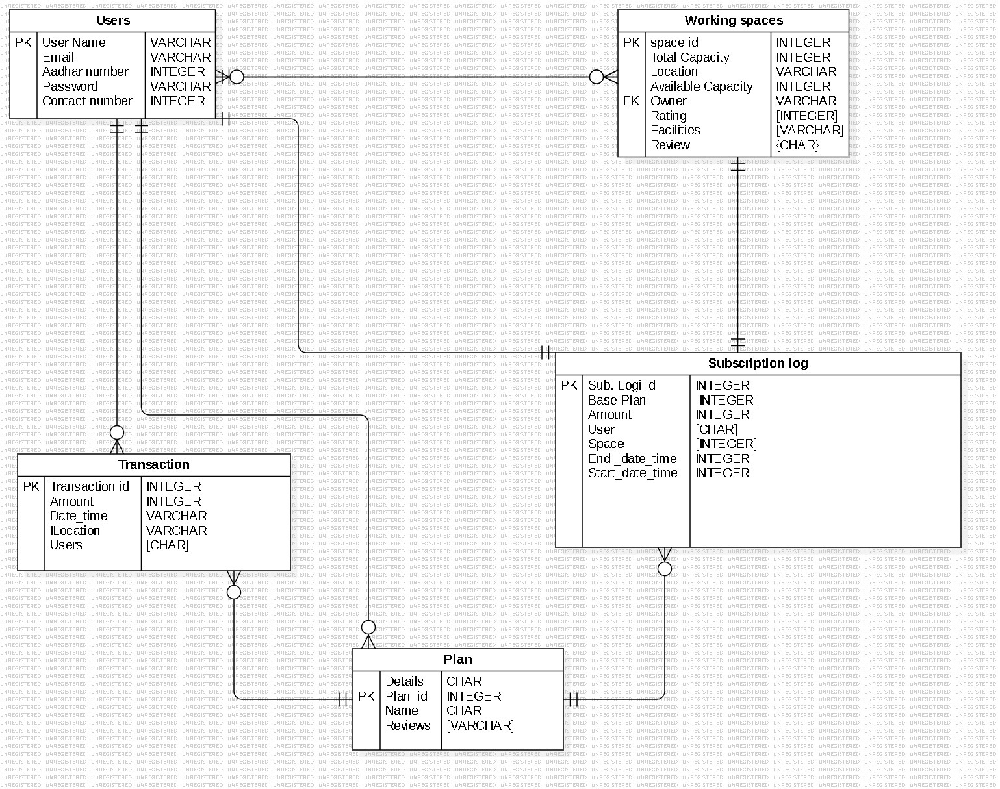 Users
PK User Name VARCHAR
Email VARCHAR
Aadhar number INTEGER
Password VARCHAR
Contact number INTEGER
Working spaces
PK space id INTEGER
Total Capacity INTEGER
Location VARCHAR
Available Capacity INTEGER
FK Owner VARCHAR
Rating [INTEGER]
Facilities [VARCHAR]
Review {CHAR}
Subscription log
PK Sub. Logi_d INTEGER
Base Plan [INTEGER]
Amount INTEGER
User [CHAR]
Space [INTEGER]
End _date_time INTEGER
Start_date_time INTEGER
Transaction
PK Transaction id INTEGER
Amount INTEGER
Date_time VARCHAR
lLocation VARCHAR
Users [CHAR]
Plan
Details CHAR
PK Plan_id INTEGER
Name CHAR
Reviews [VARCHAR]
UNREGISTERED